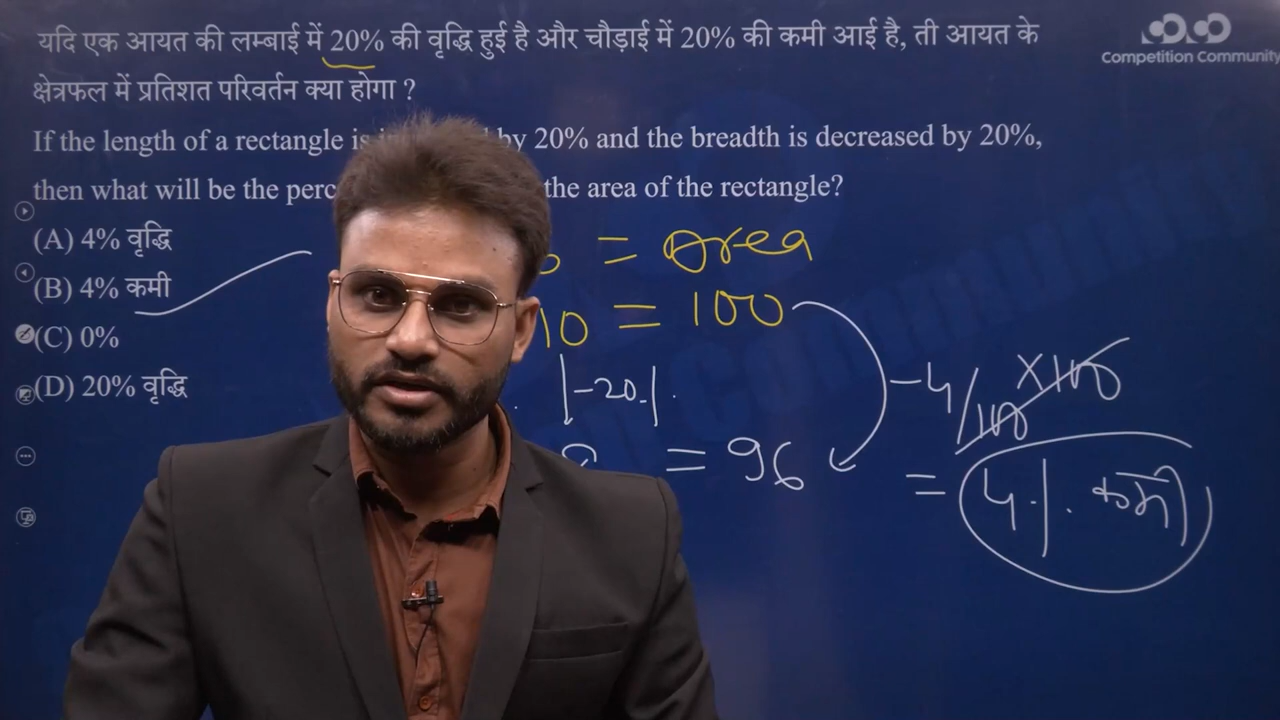 यदि एक आयत की लम्बाई में 20% की वृद्धि हुई है और चौड़ाई में 20% की कमी आई है, ती आयत के
क्षेत्रफल में प्रतिशत परिवर्तन क्या होगा ?
Competition Community
If the length of a rectangle is by 20% and the breadth is decreased by 20%,
then what will be the the area of the rectangle?
(A) 4% वृद्धि
(B) 4% कमी
(C) 0%
(D) 20% वृद्धि
= area
10 = 100
-20%
= 96
-4/100 ×100
= 4% कमी